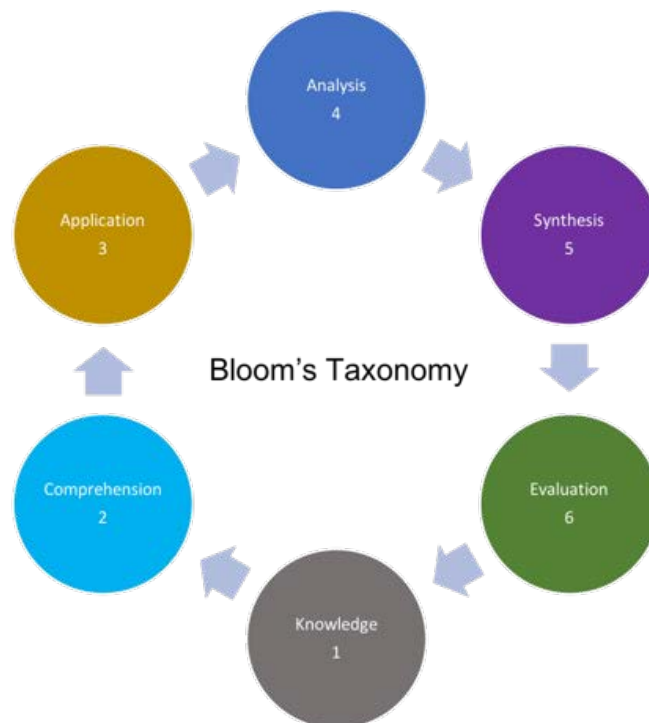 Analysis
4
Application
3
Synthesis
5
Bloom’s Taxonomy
Comprehension
2
Evaluation
6
Knowledge
1